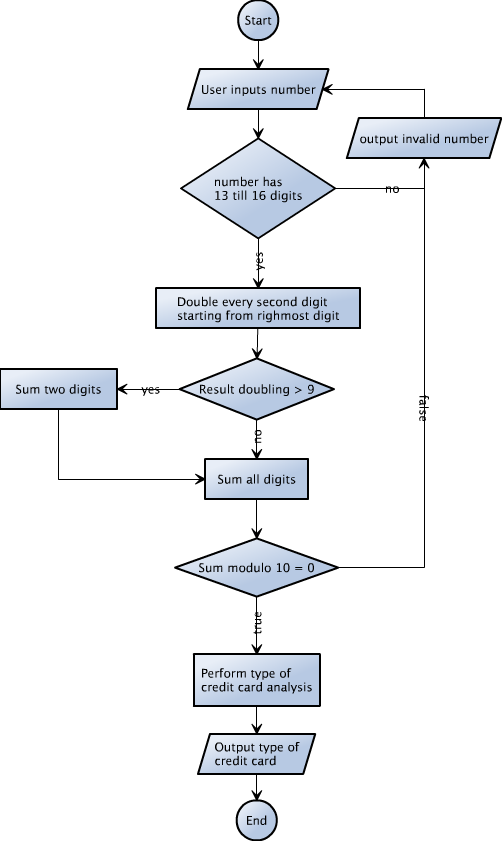 Start
User inputs number
output invalid number
number has
13 till 16 digits
no
yes
Double every second digit
starting from righmost digit
Result doubling > 9
yes
Sum two digits
no
false
Sum all digits
Sum modulo 10 = 0
true
Perform type of
credit card analysis
Output type of
credit card
End